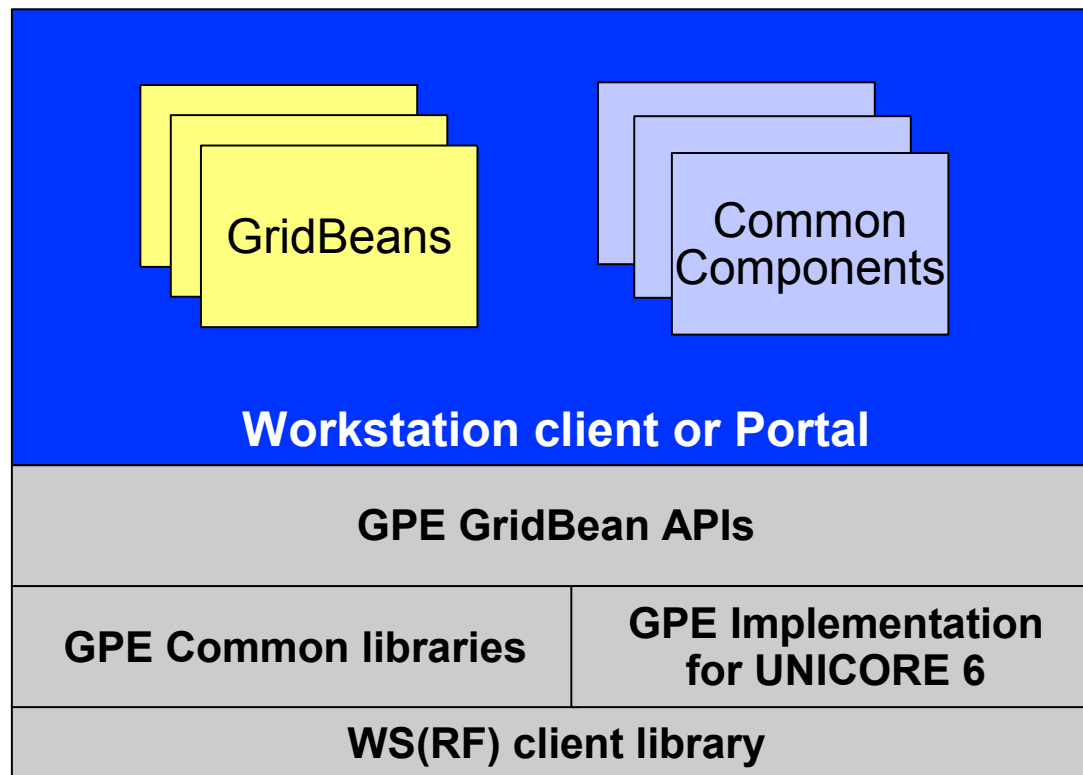 GridBeans
Common
Components
Workstation client or Portal
GPE GridBean APIs
GPE Common libraries
GPE Implementation
for UNICORE 6
WS(RF) client library